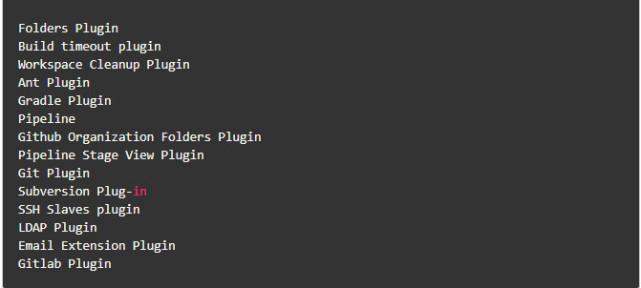 Folders Plugin
Build timeout plugin
Workspace Cleanup Plugin
Ant Plugin
Gradle Plugin
Pipeline
Github Organization Folders Plugin
Pipeline Stage View Plugin
Git Plugin
Subversion Plug-in
SSH Slaves plugin
LDAP Plugin
Email Extension Plugin
Gitlab Plugin